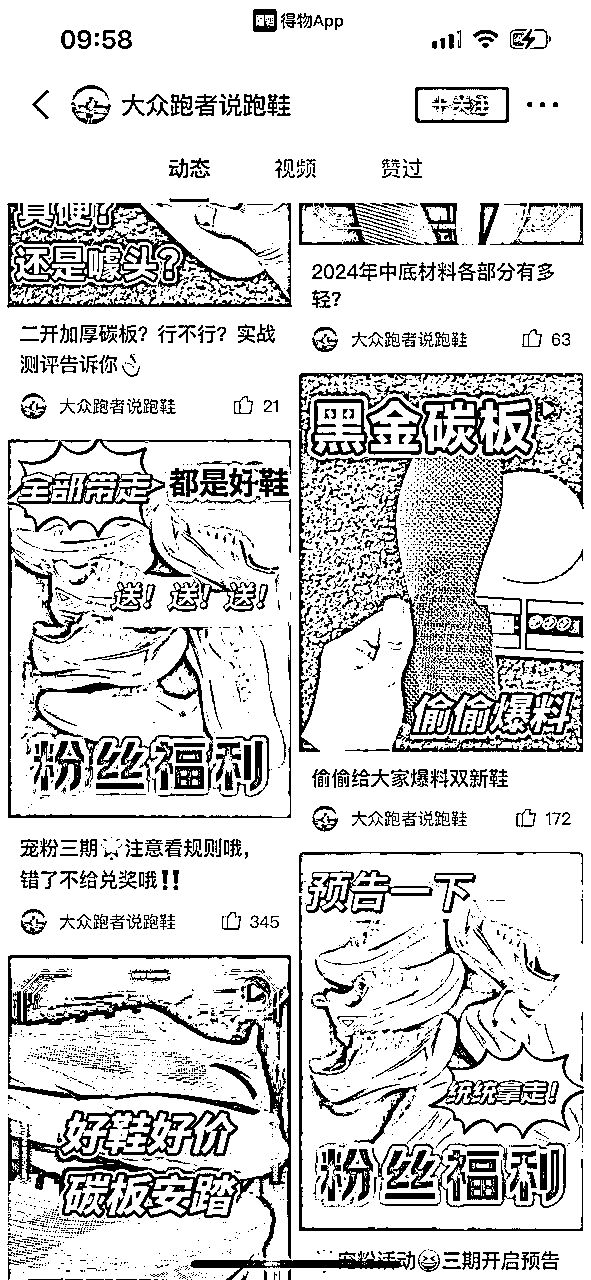 得物App
09:58
大众跑者说跑鞋
+关注
动态
视频
赞过
真硬?
还是噱头?
二开加厚碳板?行不行?实战
测评告诉你
大众跑者说跑鞋
21
全部带走
都是好鞋
送!送!送!
粉丝福利
宠粉三期 注意看规则哦,
错了不给兑奖哦!!
大众跑者说跑鞋
345
好鞋好价
碳板安踏
2024年中底材料各部分有多
轻?
大众跑者说跑鞋
63
黑金碳板
偷偷爆料
偷偷给大家爆料双新鞋
大众跑者说跑鞋
172
预告一下
统统拿走!
粉丝福利
宠粉活动😆三期开启预告